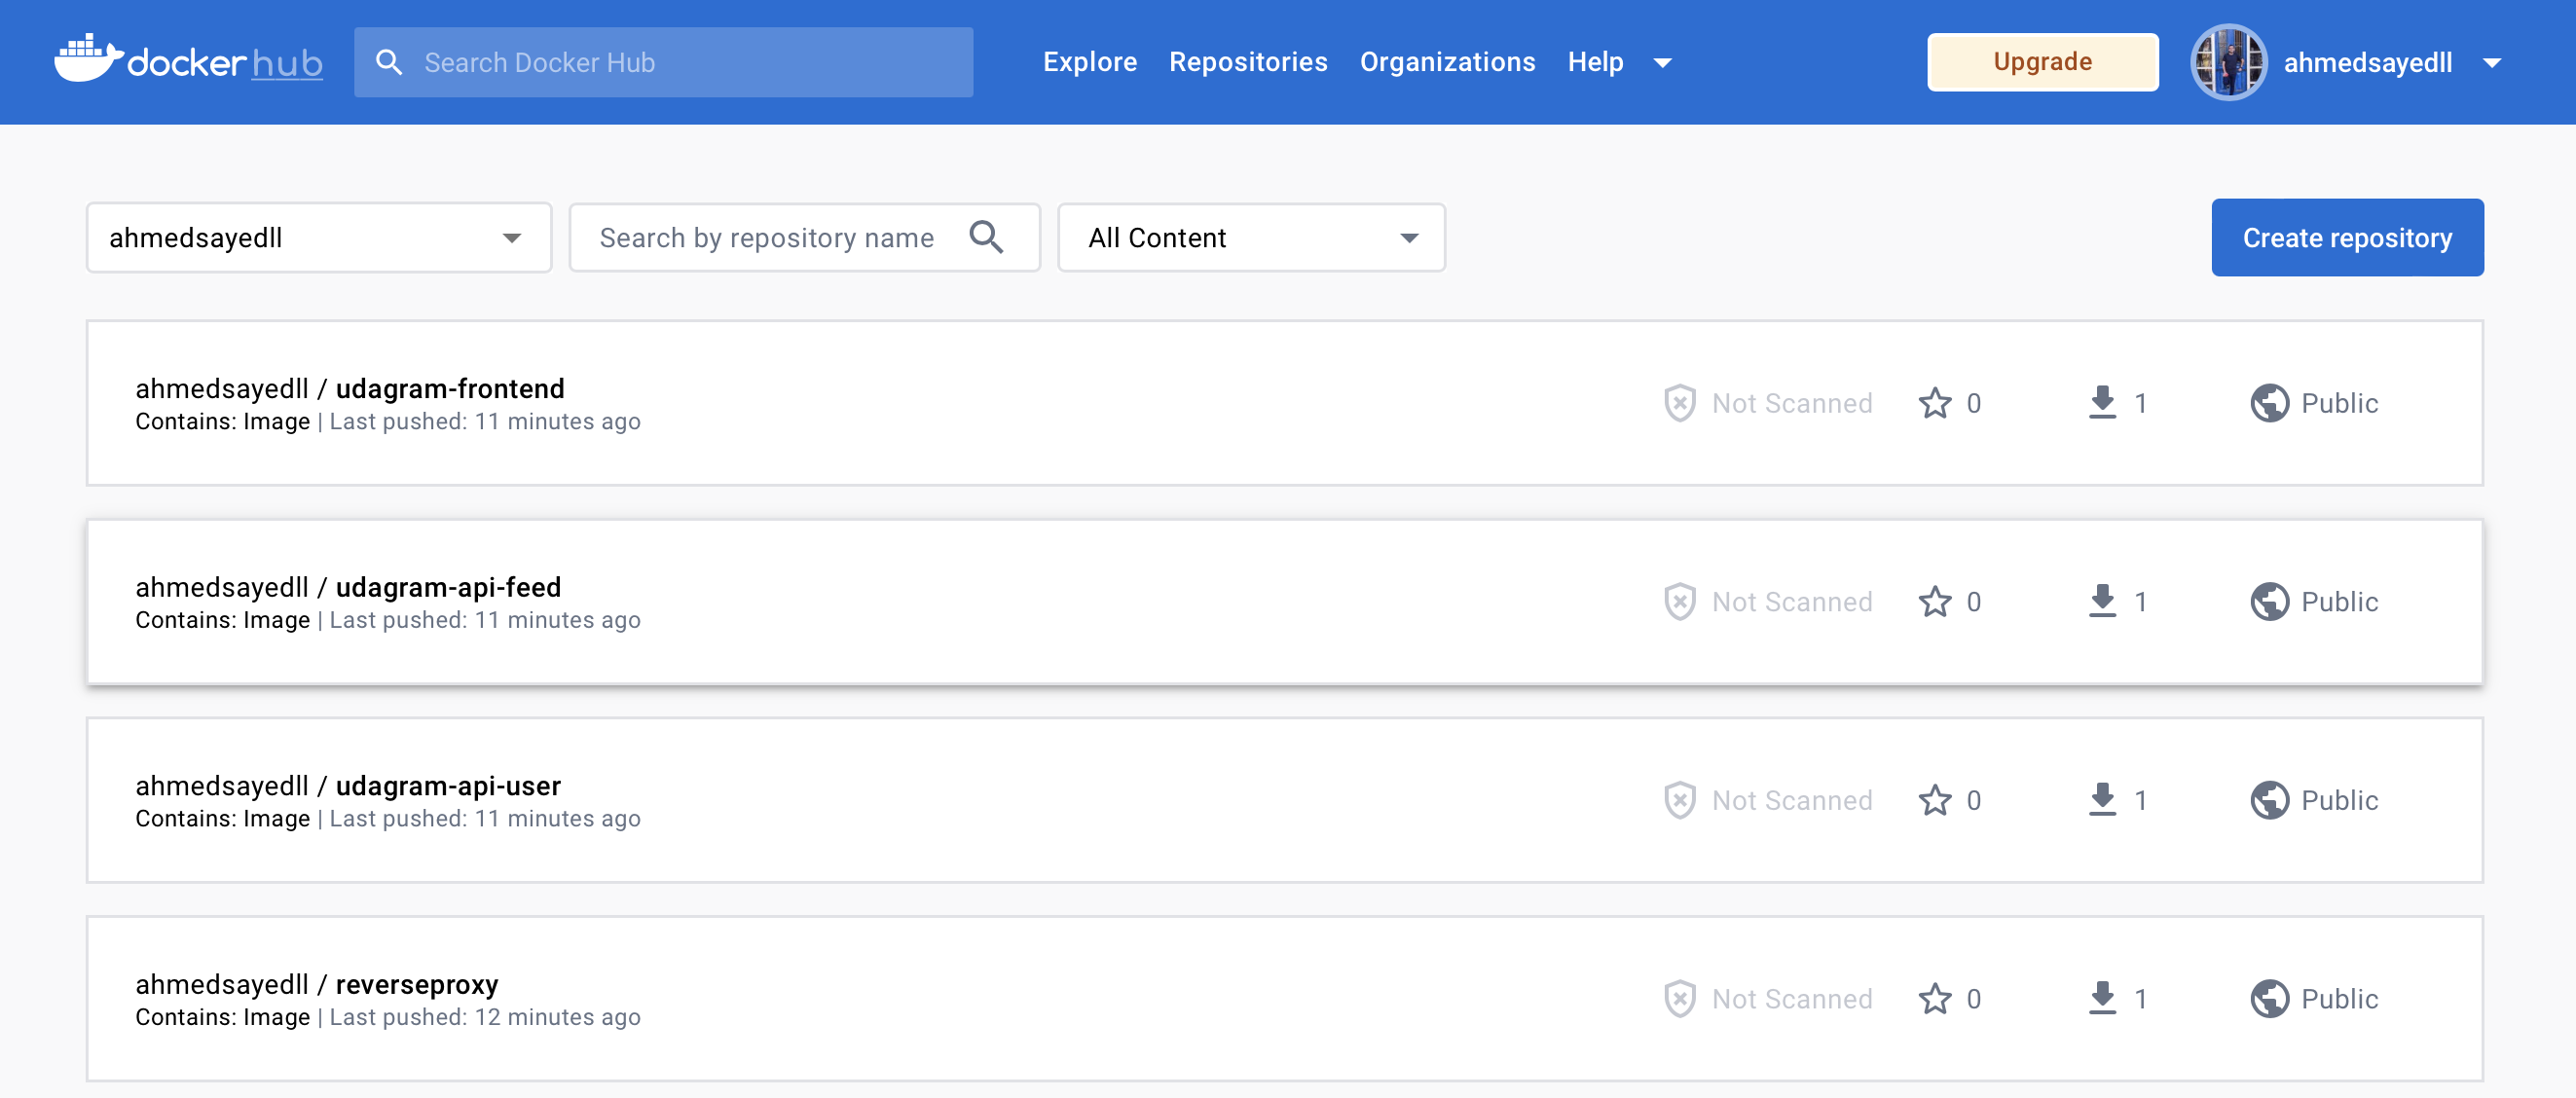 docker hub
Search Docker Hub
Explore Repositories Organizations Help
Upgrade
ahmedsayedll
ahmedsayedll
Search by repository name
All Content
Create repository
ahmedsayedll / udagram-frontend
Contains: Image | Last pushed: 11 minutes ago
Not Scanned 0 1 Public
ahmedsayedll / udagram-api-feed
Contains: Image | Last pushed: 11 minutes ago
Not Scanned 0 1 Public
ahmedsayedll / udagram-api-user
Contains: Image | Last pushed: 11 minutes ago
Not Scanned 0 1 Public
ahmedsayedll / reverseproxy
Contains: Image | Last pushed: 12 minutes ago
Not Scanned 0 1 Public